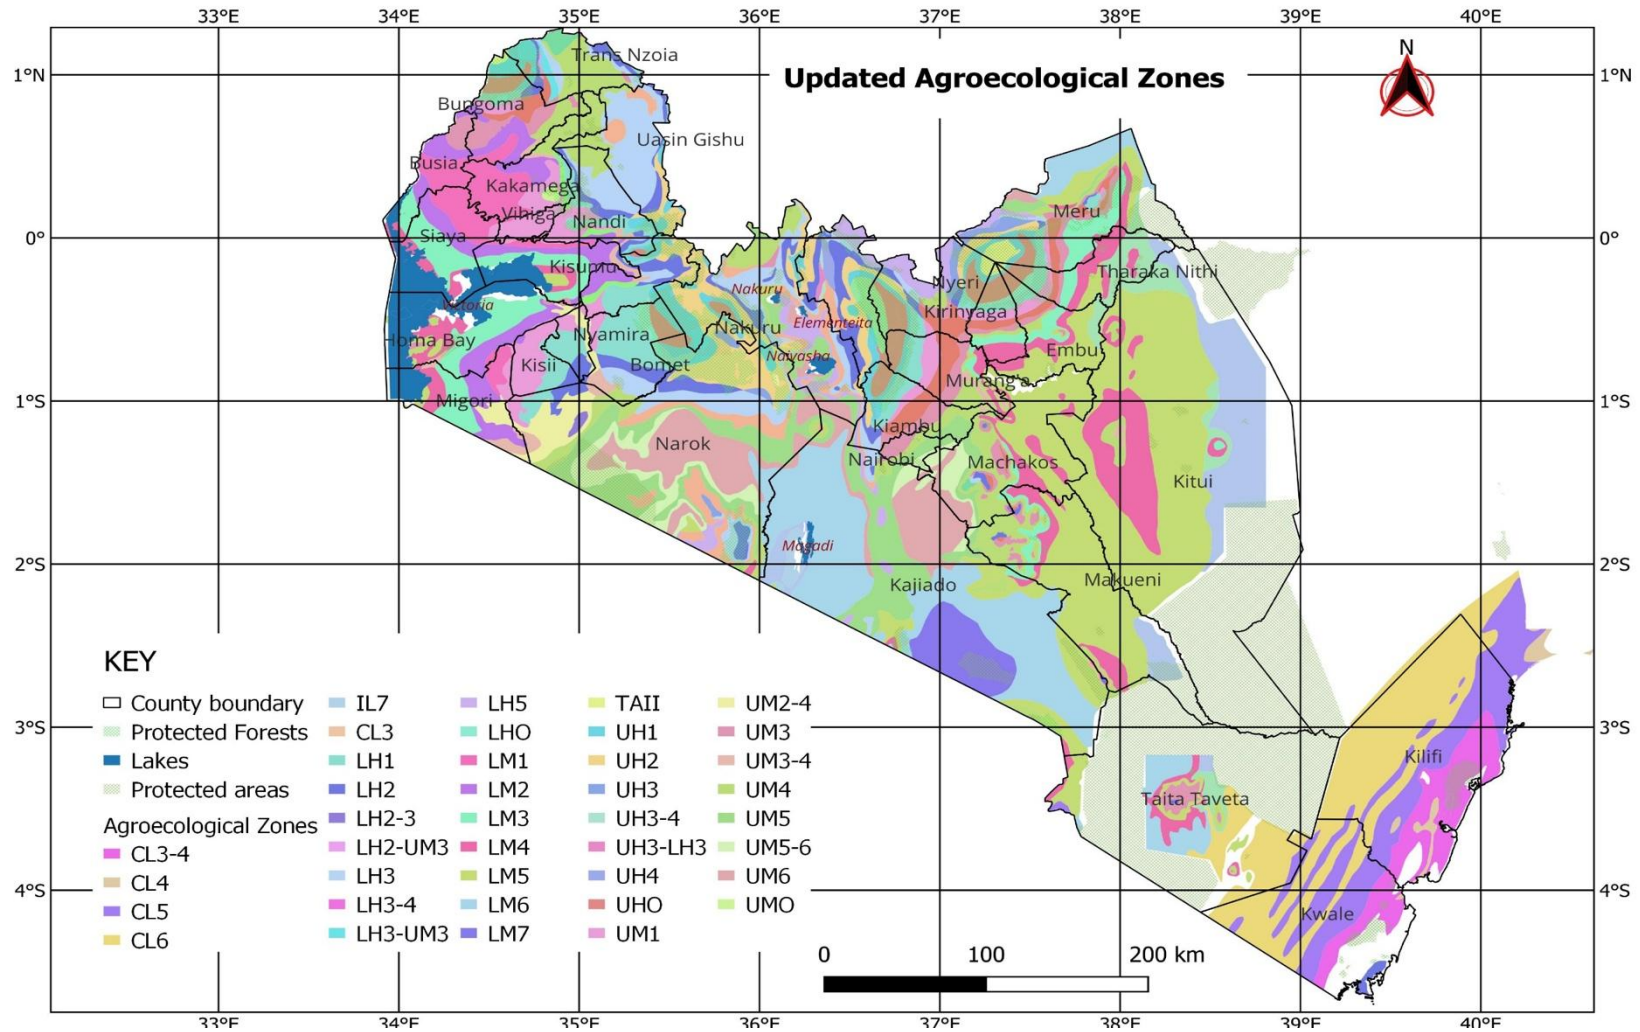 33°E 34°E 35°E 36°E 37°E 38°E 39°E 40°E
Trans Nzoia
N
1°N 1°N
Updated Agroecological Zones
Bungoma
Uasin Gishu
Busia
Kakamega
Vihiga
Nandi
Meru
Siaya
0° 0°
Kisumu
Tharaka Nithi
Nyeri
Nakuru
Victoria
Kirinyaga
Elementeita
Nyamira
Nakuru
Homa Bay
Embu
Naivasha
Kisii
Bomet
Murang'a
Migori
1°S 1°S
Kiambu
Narok
Nairobi
Machakos
Kitui
Magadi
2°S 2°S
Kajiado
Makueni
KEY
County boundary
Protected Forests
Lakes
Protected areas
Agroecological Zones
CL3-4
CL4
CL5
CL6
IL7
CL3
LH1
LH2
LH2-3
LH2-UM3
LH3
LH3-4
LH3-UM3
LH5
LHO
LM1
LM2
LM3
LM4
LM5
LM6
LM7
TAII
UH1
UH2
UH3
UH3-4
UH3-LH3
UH4
UHO
UM1
UM2-4
UM3
UM3-4
UM4
UM5
UM5-6
UM6
UMO
3°S 3°S
Kilifi
Taita Taveta
4°S 4°S
Kwale
0 100 200 km
33°E 34°E 35°E 36°E 37°E 38°E 39°E 40°E